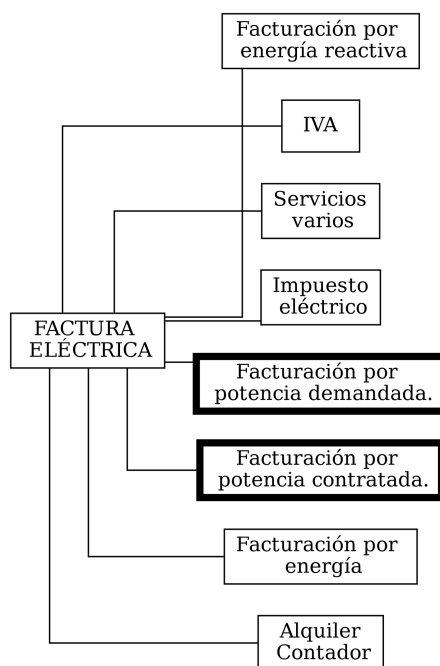 Facturación por
energía reactiva
IVA
Servicios
varios
Impuesto
eléctrico
FACTURA
ELÉCTRICA
Facturación por
potencia demandada.
Facturación por
potencia contratada.
Facturación por
energía
Alquiler
Contador